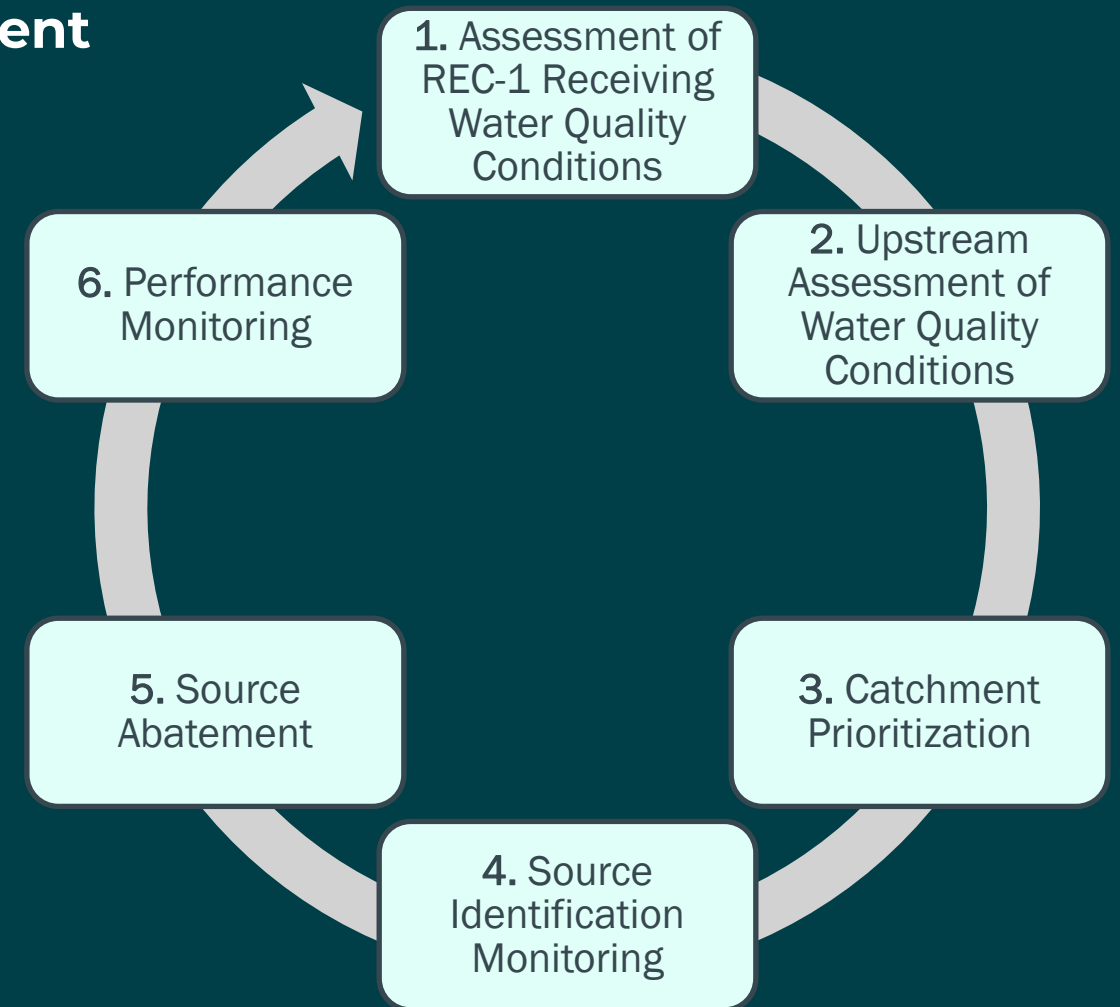 ent
1. Assessment of
REC-1 Receiving
Water Quality
Conditions
2. Upstream
Assessment of
Water Quality
Conditions
3. Catchment
Prioritization
4. Source
Identification
Monitoring
5. Source
Abatement
6. Performance
Monitoring